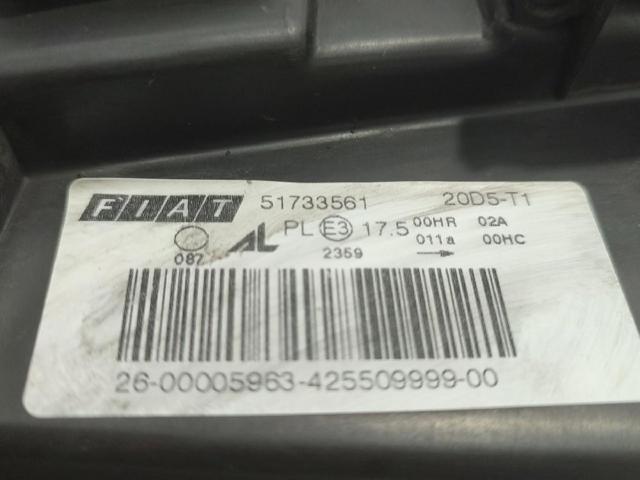 FIAT 51733561 20D5-T1
087 AL PL E3 17.5 00HR 02A
2359 011a → 00HC
26-00005963-425509999-00